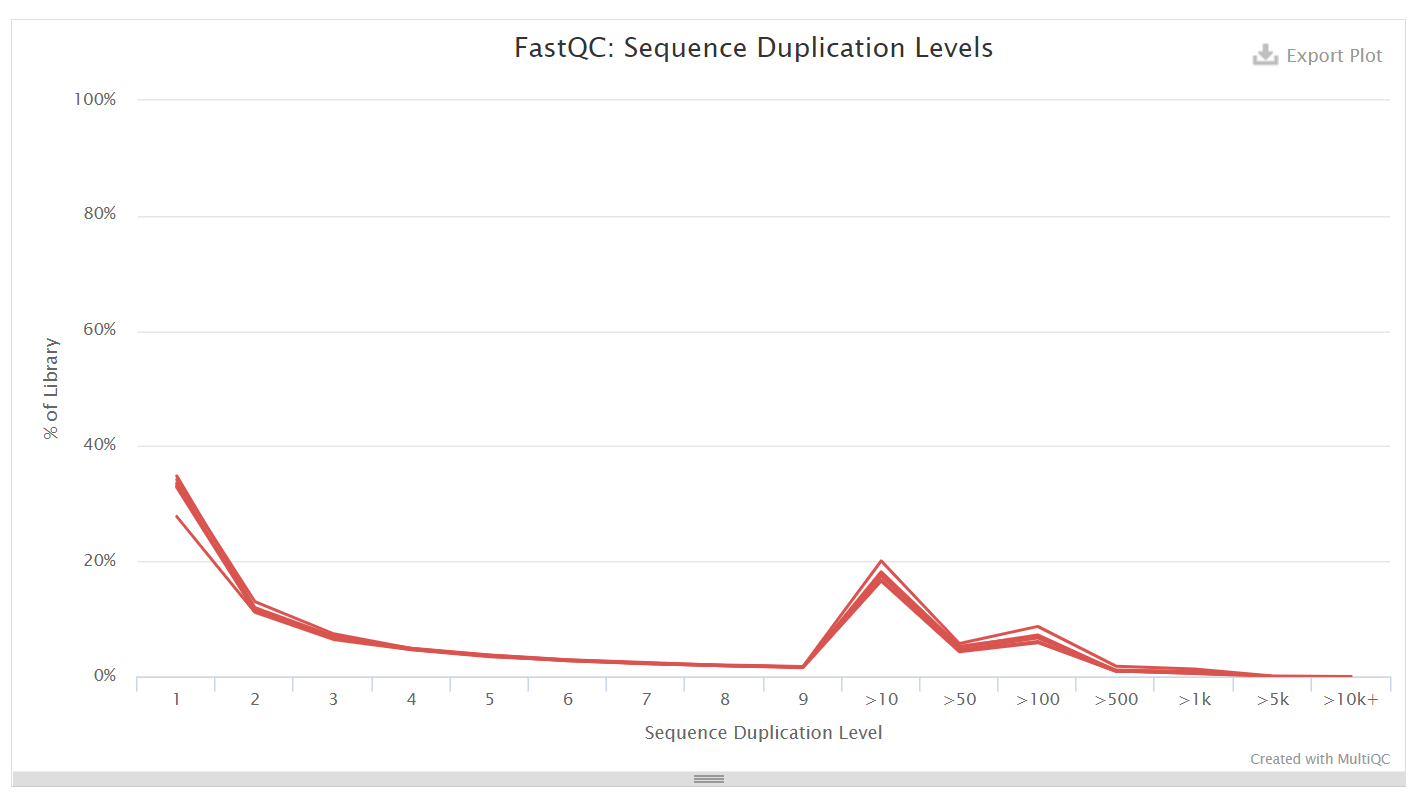 FastQC: Sequence Duplication Levels
Export Plot
100%
80%
60%
40%
20%
0%
% of Library
1 2 3 4 5 6 7 8 9 >10 >50 >100 >500 >1k >5k >10k+
Sequence Duplication Level
Created with MultiQC